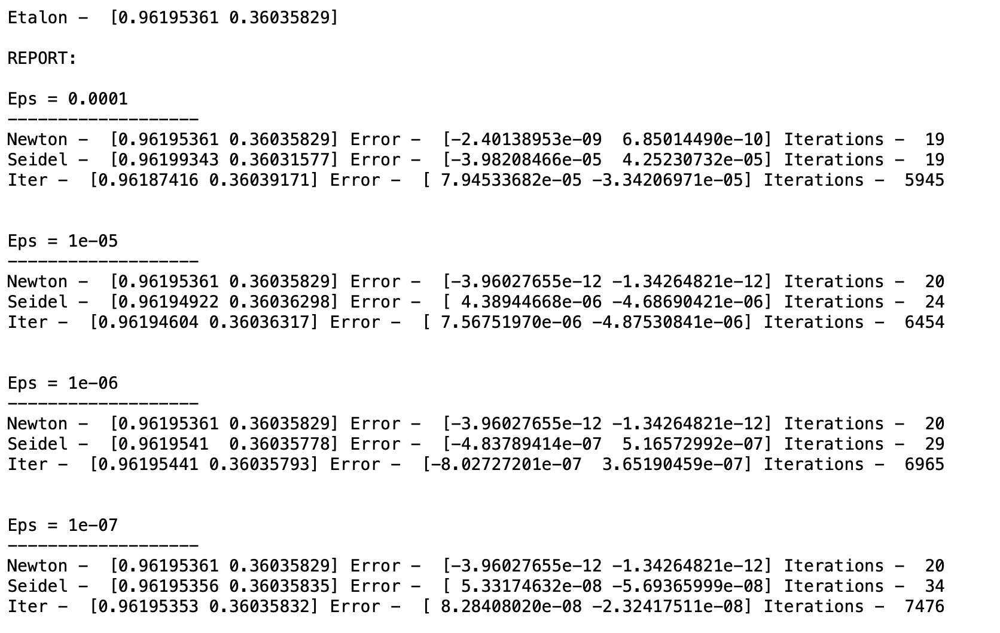 Etalon -  [0.96195361 0.36035829]
REPORT:
Eps = 0.0001
-------------------
Newton -  [0.96195361 0.36035829] Error -  [-2.40138953e-09  6.85014490e-10] Iterations -  19
Seidel -  [0.96199343 0.36031577] Error -  [-3.98208466e-05  4.25230732e-05] Iterations -  19
Iter -  [0.96187416 0.36039171] Error -  [ 7.94533682e-05 -3.34206971e-05] Iterations -  5945
Eps = 1e-05
-------------------
Newton -  [0.96195361 0.36035829] Error -  [-3.96027655e-12 -1.34264821e-12] Iterations -  20
Seidel -  [0.96194922 0.36036298] Error -  [ 4.38944668e-06 -4.68690421e-06] Iterations -  24
Iter -  [0.96194604 0.36036317] Error -  [ 7.56751970e-06 -4.87530841e-06] Iterations -  6454
Eps = 1e-06
-------------------
Newton -  [0.96195361 0.36035829] Error -  [-3.96027655e-12 -1.34264821e-12] Iterations -  20
Seidel -  [0.9619541  0.36035778] Error -  [-4.83789414e-07  5.16572992e-07] Iterations -  29
Iter -  [0.96195441 0.36035793] Error -  [-8.02727201e-07  3.65190459e-07] Iterations -  6965
Eps = 1e-07
-------------------
Newton -  [0.96195361 0.36035829] Error -  [-3.96027655e-12 -1.34264821e-12] Iterations -  20
Seidel -  [0.96195356 0.36035835] Error -  [ 5.33174632e-08 -5.69365999e-08] Iterations -  34
Iter -  [0.96195353 0.36035832] Error -  [ 8.28408020e-08 -2.32417511e-08] Iterations -  7476